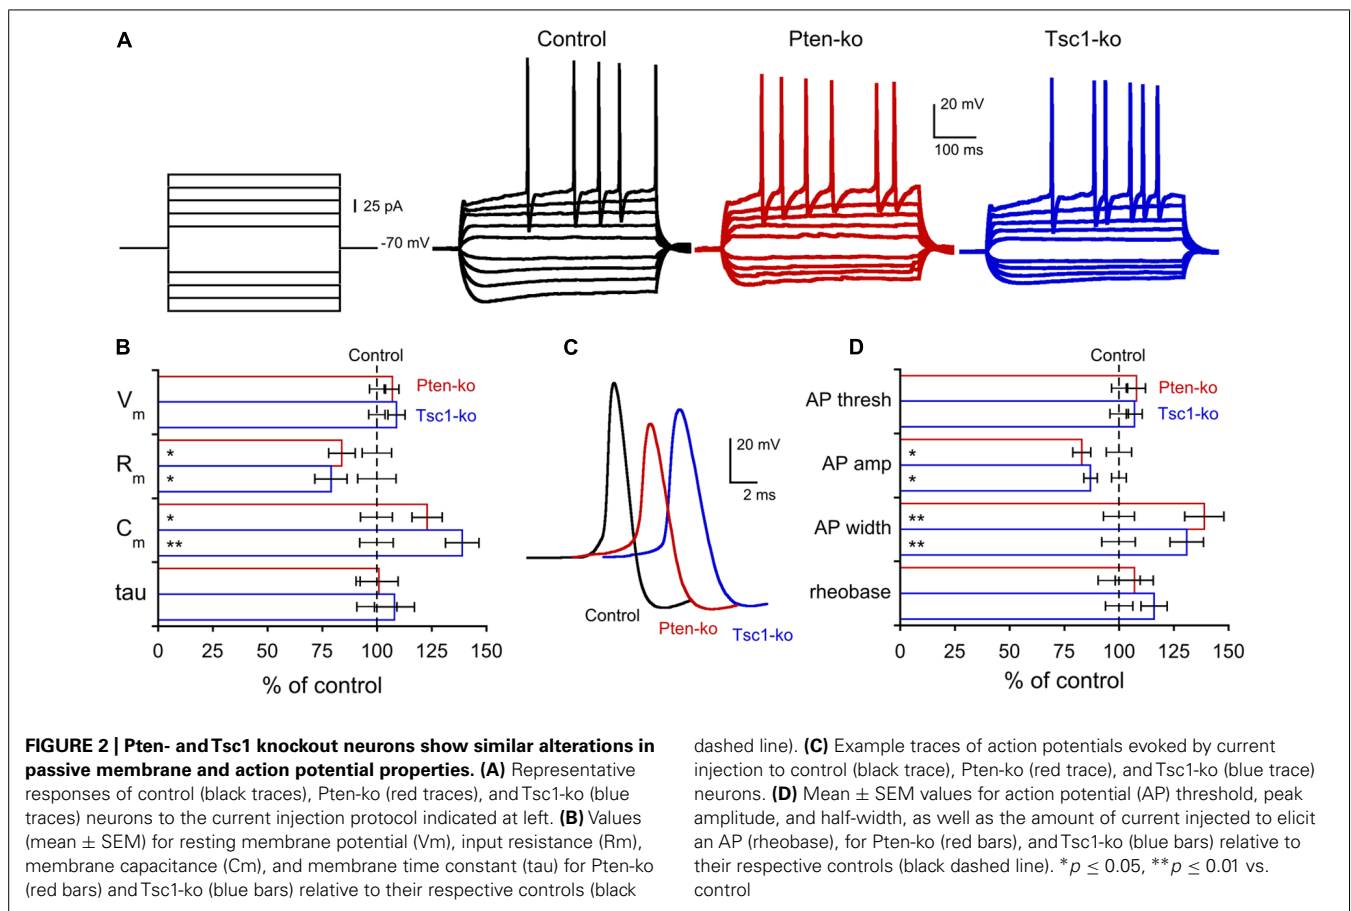 A
Control
Pten-ko
Tsc1-ko
20 mV
100 ms
25 pA
-70 mV
B
Control
Pten-ko
Tsc1-ko
Vm
Rm
*
*
Cm
*
**
tau
0 25 50 75 100 125 150
% of control
C
20 mV
2 ms
Control
Pten-ko
Tsc1-ko
D
Control
Pten-ko
Tsc1-ko
AP thresh
AP amp
*
*
AP width
**
**
rheobase
0 25 50 75 100 125 150
% of control
FIGURE 2 | Pten- and Tsc1 knockout neurons show similar alterations in
passive membrane and action potential properties. (A) Representative
responses of control (black traces), Pten-ko (red traces), and Tsc1-ko (blue
traces) neurons to the current injection protocol indicated at left. (B) Values
(mean ± SEM) for resting membrane potential (Vm), input resistance (Rm),
membrane capacitance (Cm), and membrane time constant (tau) for Pten-ko
(red bars) and Tsc1-ko (blue bars) relative to their respective controls (black
dashed line). (C) Example traces of action potentials evoked by current
injection to control (black trace), Pten-ko (red trace), and Tsc1-ko (blue trace)
neurons. (D) Mean ± SEM values for action potential (AP) threshold, peak
amplitude, and half-width, as well as the amount of current injected to elicit
an AP (rheobase), for Pten-ko (red bars), and Tsc1-ko (blue bars) relative to
their respective controls (black dashed line). *p ≤ 0.05, **p ≤ 0.01 vs.
control